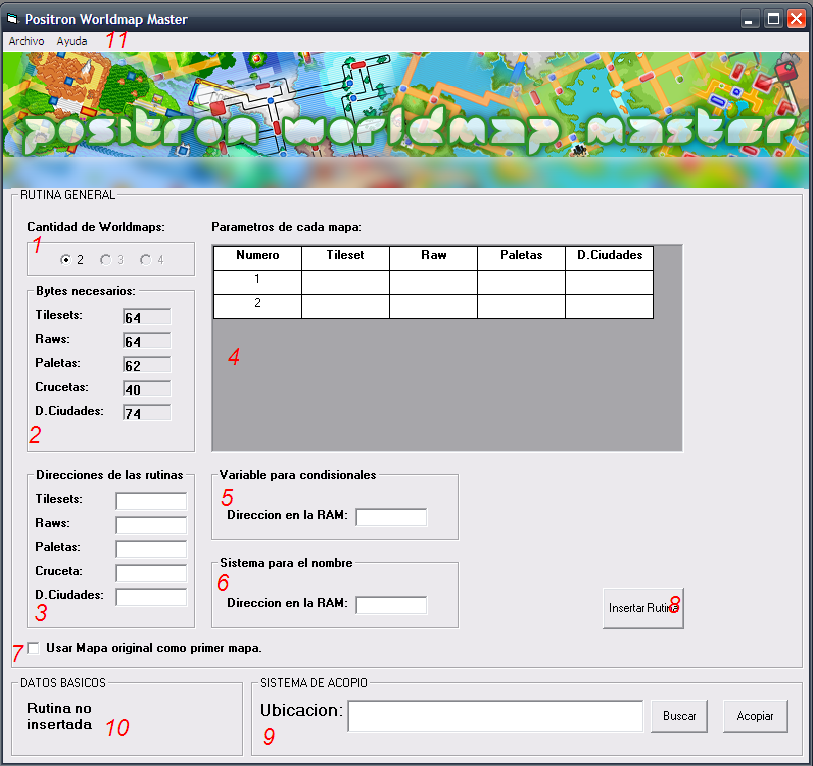 Positron Worldmap Master
Archivo Ayuda 11
positron worldmap master
RUTINA GENERAL
Cantidad de Worldmaps:
1
2 3 4
Bytes necesarios:
Tilesets: 64
Raws: 64
Paletas: 62
Crucetas: 40
D.Ciudades: 74
2
Parametros de cada mapa:
Numero Tileset Raw Paletas D.Ciudades
1
2
4
Direcciones de las rutinas
Tilesets:
Raws:
Paletas:
Cruceta:
D.Ciudades:
3
Variable para condisionales
5
Direccion en la RAM:
Sistema para el nombre
6
Direccion en la RAM:
Insertar Rutina 8
7 Usar Mapa original como primer mapa.
DATOS BASICOS
Rutina no
insertada 10
SISTEMA DE ACOPIO
Ubicacion: Buscar Acopiar
9